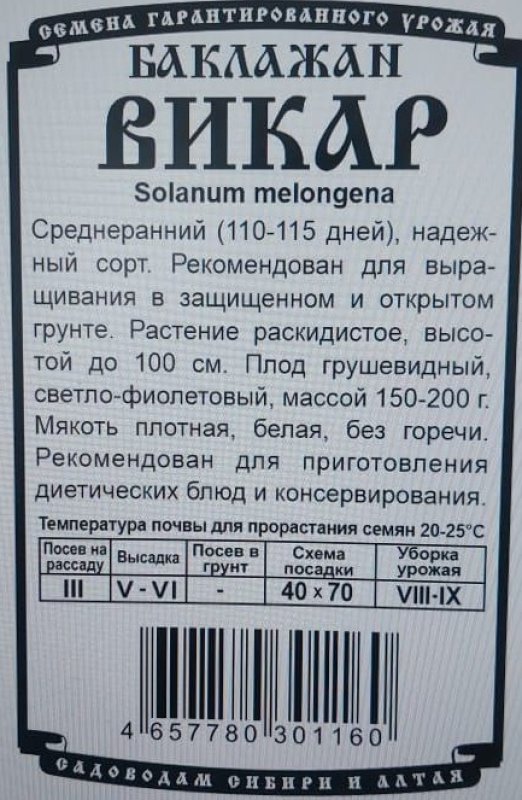 СЕМЕНА ГАРАНТИРОВАННОГО УРОЖАЯ
БАКЛАЖАН
ВИКАР
Solanum melongena
Среднеранний (110-115 дней), надеж-
ный сорт. Рекомендован для выра-
щивания в защищенном и открытом
грунте. Растение раскидистое, высо-
той до 100 см. Плод грушевидный,
светло-фиолетовый, массой 150-200 г.
Мякоть плотная, белая, без горечи.
Рекомендован для приготовления
диетических блюд и консервирования.
Температура почвы для прорастания семян 20-25°С
Посев на рассаду Высадка Посев в грунт Схема посадки Уборка урожая
III V - VI - 40 х 70 VIII-IX
4 657780 301160
САДОВОДАМ СИБИРИ И АЛТАЯ